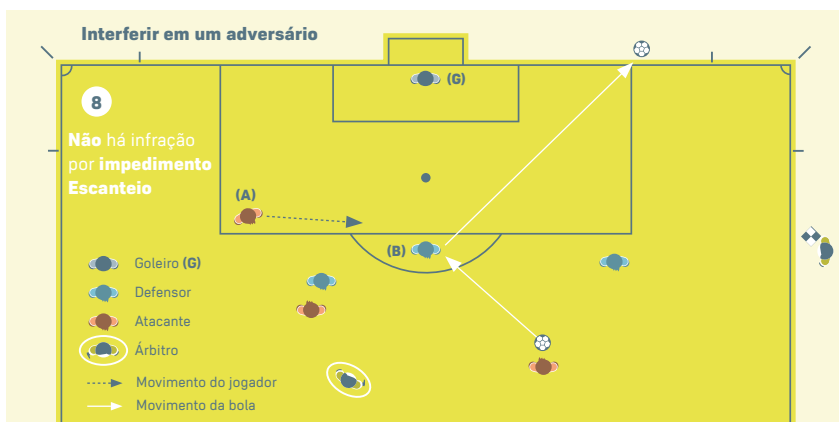 Interferir em um adversário
(G)
8
Não há infração
por impedimento
Escanteio
(A)
(B)
Goleiro (G)
Defensor
Atacante
Árbitro
Movimento do jogador
Movimento da bola